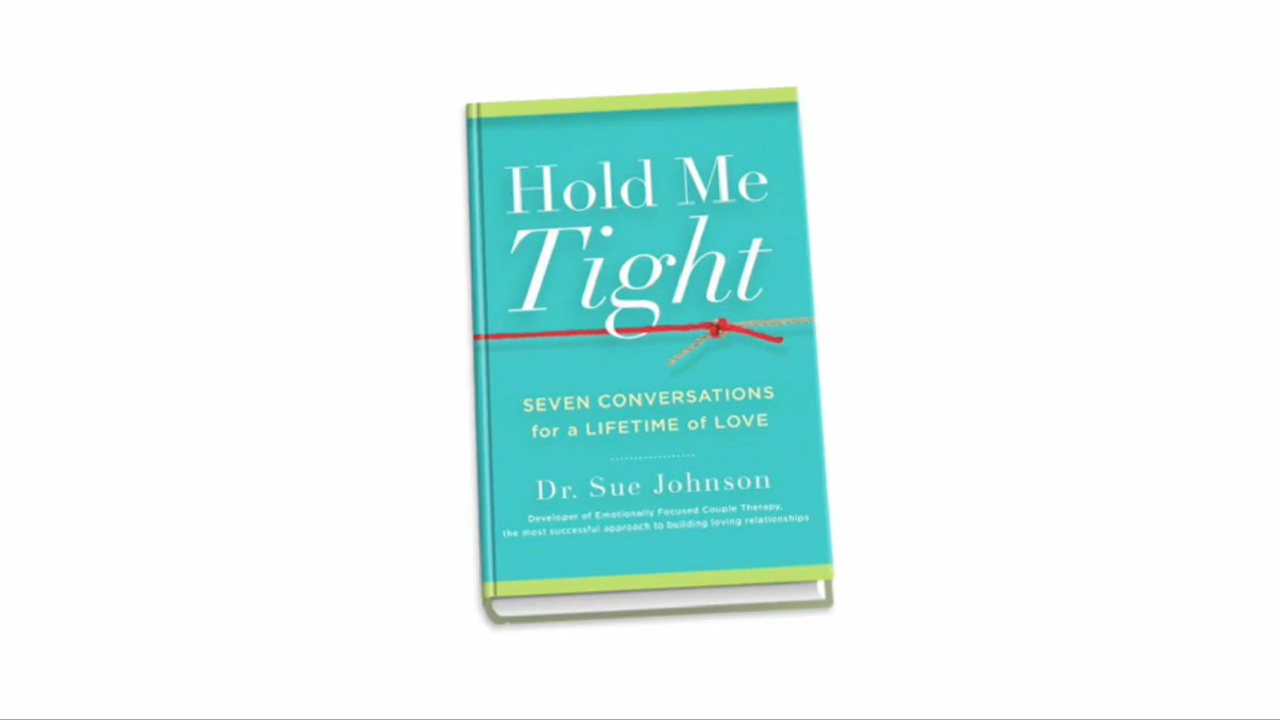 Hold Me
Tight
SEVEN CONVERSATIONS
for a LIFETIME of LOVE
Dr. Sue Johnson
Developer of Emotionally Focused Couple Therapy,
the most successful approach to building loving relationships